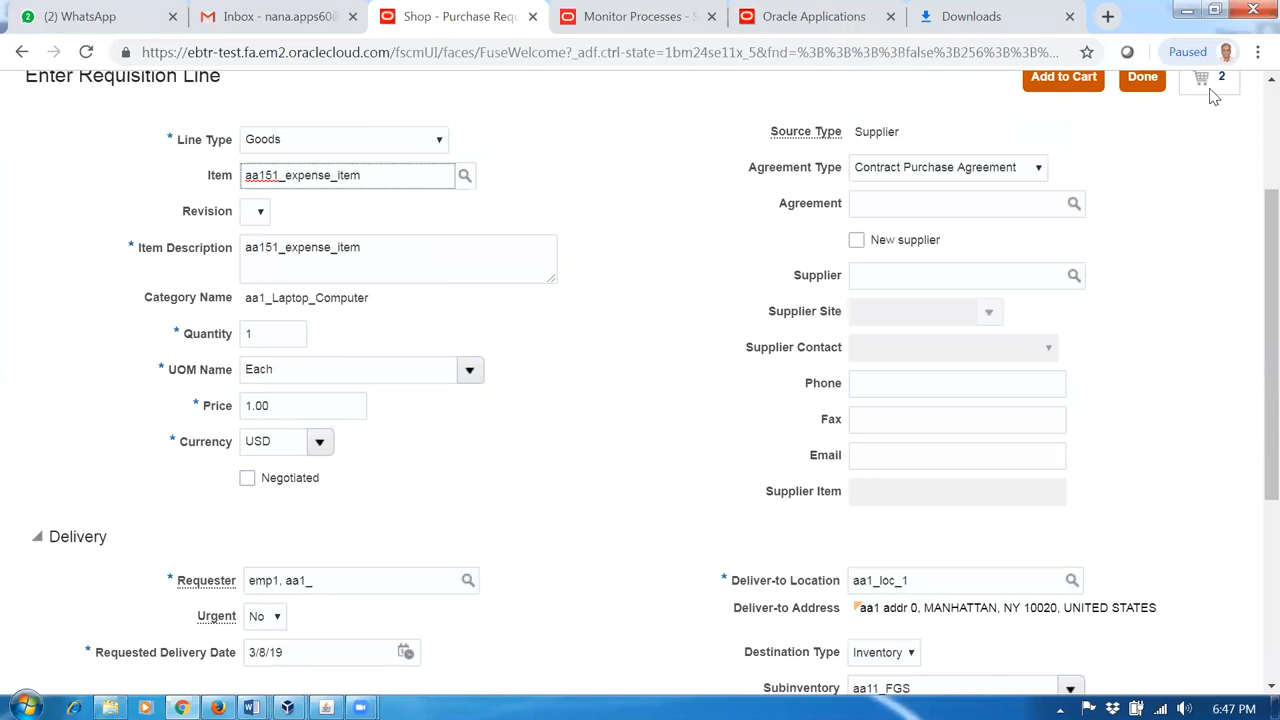 2 WhatsApp
Inbox - nana.orps60
Shop - Purchase Requ
Monitor Processes - S
Oracle Applications
Downloads
https://ebtr-test.fa.em2.oraclecloud.com/fscmUI/faces/FuseWelcome?_adf.ctrl-state=1bm24se11x_5&fnd=%3B%3B%3B%3Bfalse%3B256%3B%3B%...
Paused
Enter Requisition Line
Add to Cart
Done
2
* Line Type Goods
Source Type Supplier
Item aa151_expense_item
Agreement Type Contract Purchase Agreement
Revision
Agreement
* Item Description aa151_expense_item
New supplier
Supplier
Category Name aa1_Laptop_Computer
Supplier Site
* Quantity 1
Supplier Contact
* UOM Name Each
Phone
* Price 1.00
Fax
* Currency USD
Email
Negotiated
Supplier Item
Delivery
* Requester emp1, aa1_
* Deliver-to Location aa1_loc_1
Urgent No
Deliver-to Address aa1 addr 0, MANHATTAN, NY 10020, UNITED STATES
* Requested Delivery Date 3/8/19
Destination Type Inventory
Subinventory aa11_FGS
6:47 PM